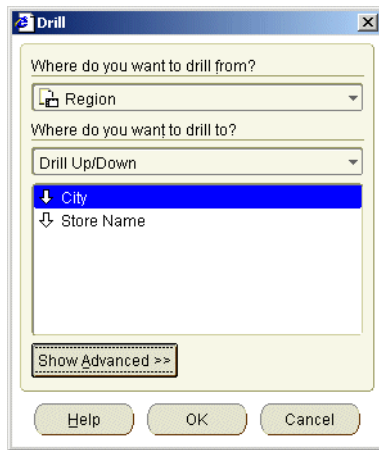 Drill
Where do you want to drill from?
Region
Where do you want to drill to?
Drill Up/Down
City
Store Name
Show Advanced >>
Help
OK
Cancel